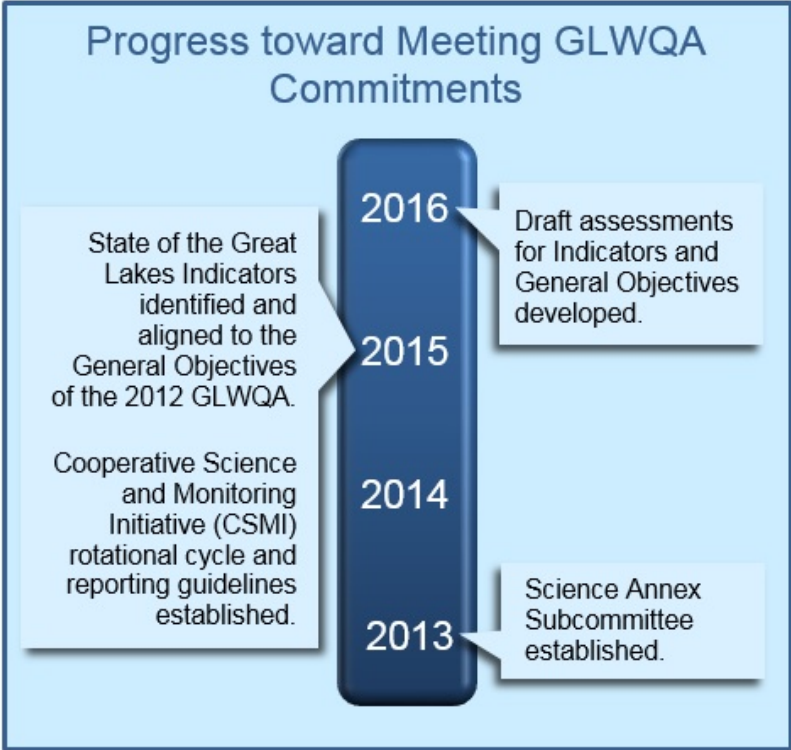 Progress toward Meeting GLWQA
Commitments
2016
Draft assessments
for Indicators and
General Objectives
developed.
State of the Great
Lakes Indicators
identified and
aligned to the
General Objectives
of the 2012 GLWQA.
2015
Cooperative Science
and Monitoring
Initiative (CSMI)
rotational cycle and
reporting guidelines
established.
2014
2013
Science Annex
Subcommittee
established.